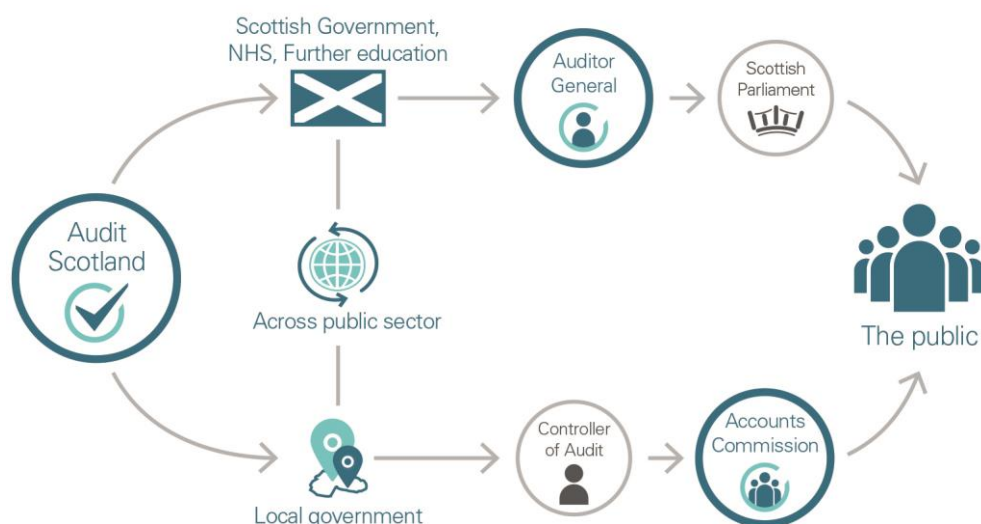 Scottish Government,
NHS, Further education
Auditor
General
Scottish
Parliament
Audit
Scotland
Across public sector
The public
Local government
Controller
of Audit
Accounts
Commission